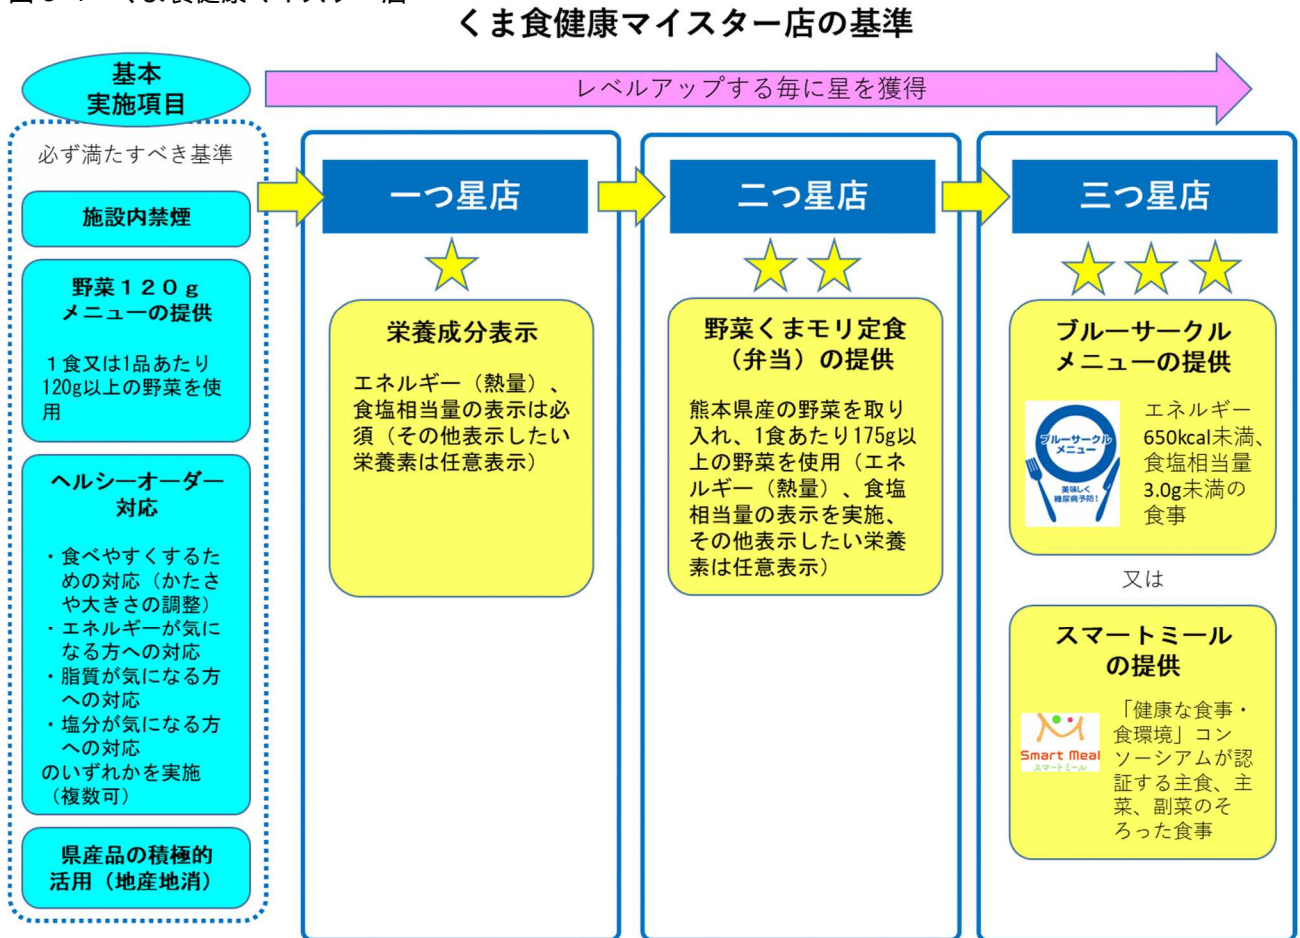 くま食健康マイスター店の基準
基本
実施項目
レベルアップする毎に星を獲得
必ず満たすべき基準
施設内禁煙
野菜１２０ｇ
メニューの提供
１食又は1品あたり
120g以上の野菜を使
用
ヘルシーオーダー
対応
・食べやすくするた
めの対応（かたさ
や大きさの調整）
・エネルギーが気に
なる方への対応
・脂質が気になる方
への対応
・塩分が気になる方
への対応
のいずれかを実施
（複数可）
県産品の積極的
活用（地産地消）
一つ星店
栄養成分表示
エネルギー（熱量）、
食塩相当量の表示は必
須（その他表示したい
栄養素は任意表示）
二つ星店
野菜くまモリ定食
（弁当）の提供
熊本県産の野菜を取り
入れ、1食あたり175g以
上の野菜を使用（エネ
ルギー（熱量）、食塩
相当量の表示を実施、
その他表示したい栄養
素は任意表示）
三つ星店
ブルーサークル
メニューの提供
ブルーサークル
メニュー
美味しく
糖尿病予防！
エネルギー
650kcal未満、
食塩相当量
3.0g未満の
食事
又は
スマートミール
の提供
Smart Meal
スマートミール
「健康な食事・
食環境」コン
ソーシアムが認
証する主食、主
菜、副菜のそ
ろった食事